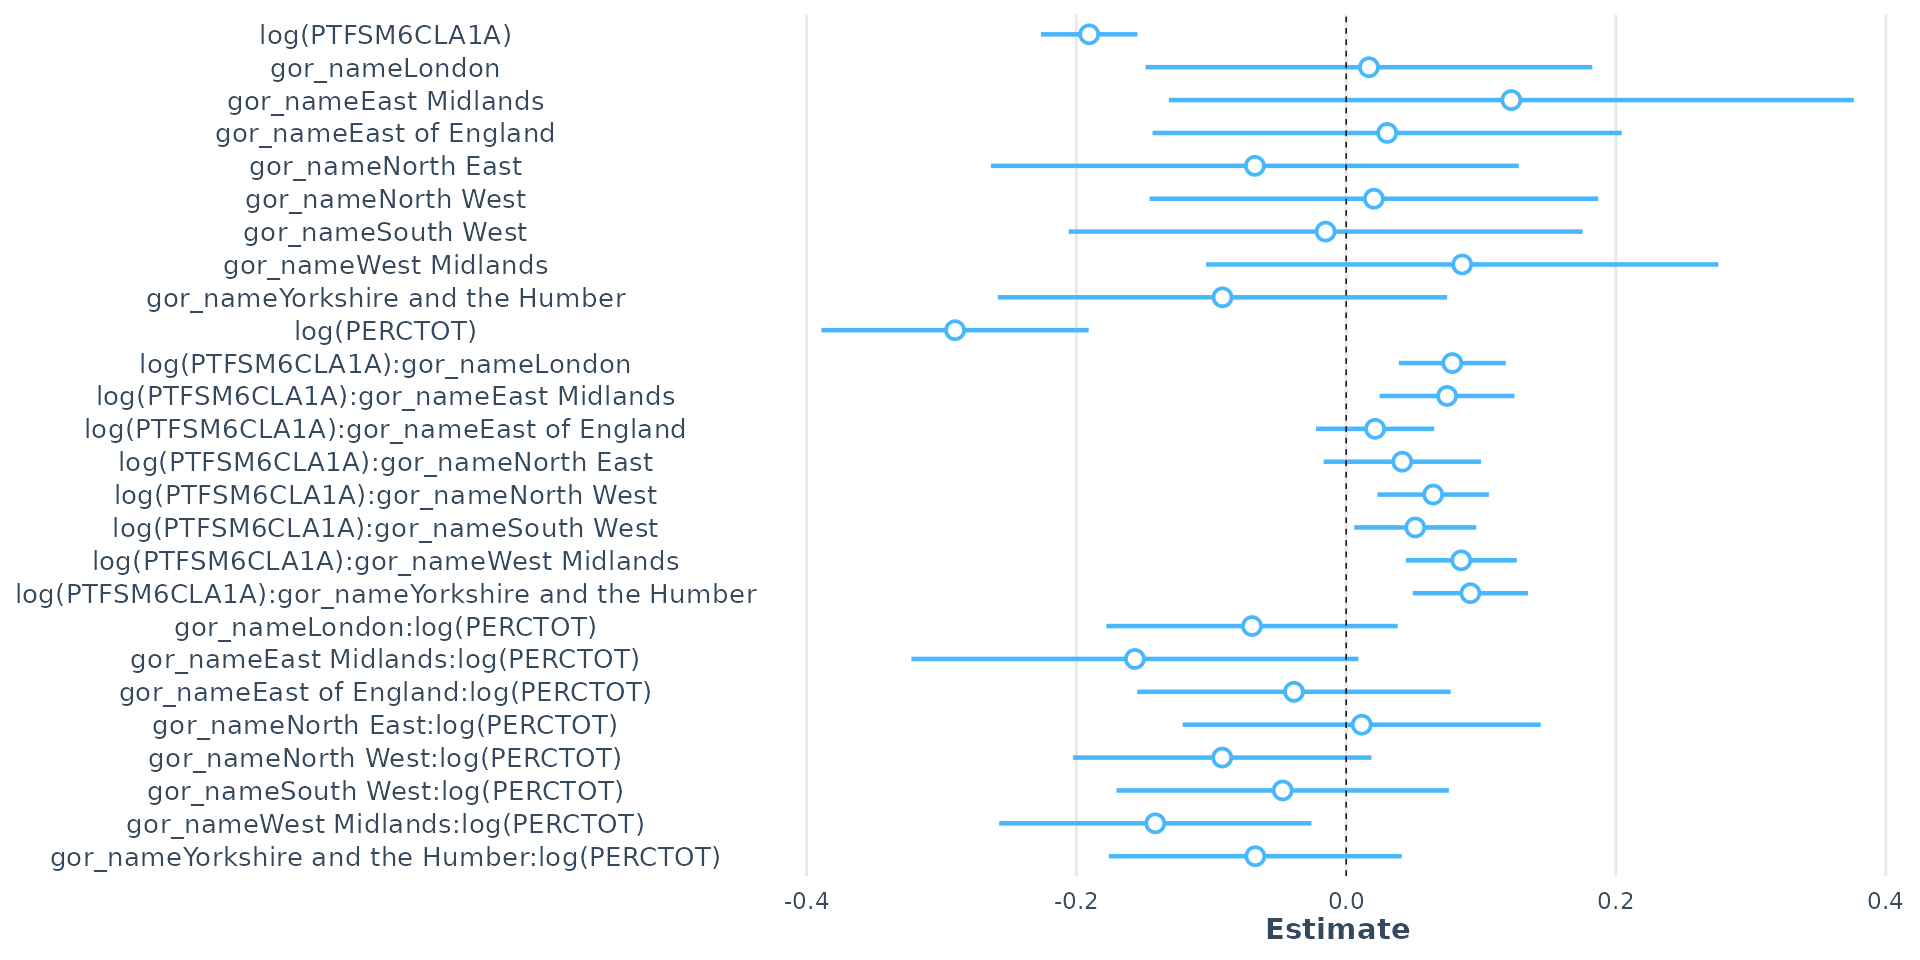 log(PTFSM6CLA1A)
gor_nameLondon
gor_nameEast Midlands
gor_nameEast of England
gor_nameNorth East
gor_nameNorth West
gor_nameSouth West
gor_nameWest Midlands
gor_nameYorkshire and the Humber
log(PERCTOT)
log(PTFSM6CLA1A):gor_nameLondon
log(PTFSM6CLA1A):gor_nameEast Midlands
log(PTFSM6CLA1A):gor_nameEast of England
log(PTFSM6CLA1A):gor_nameNorth East
log(PTFSM6CLA1A):gor_nameNorth West
log(PTFSM6CLA1A):gor_nameSouth West
log(PTFSM6CLA1A):gor_nameWest Midlands
log(PTFSM6CLA1A):gor_nameYorkshire and the Humber
gor_nameLondon:log(PERCTOT)
gor_nameEast Midlands:log(PERCTOT)
gor_nameEast of England:log(PERCTOT)
gor_nameNorth East:log(PERCTOT)
gor_nameNorth West:log(PERCTOT)
gor_nameSouth West:log(PERCTOT)
gor_nameWest Midlands:log(PERCTOT)
gor_nameYorkshire and the Humber:log(PERCTOT)
-0.4 -0.2 0.0 0.2 0.4
Estimate